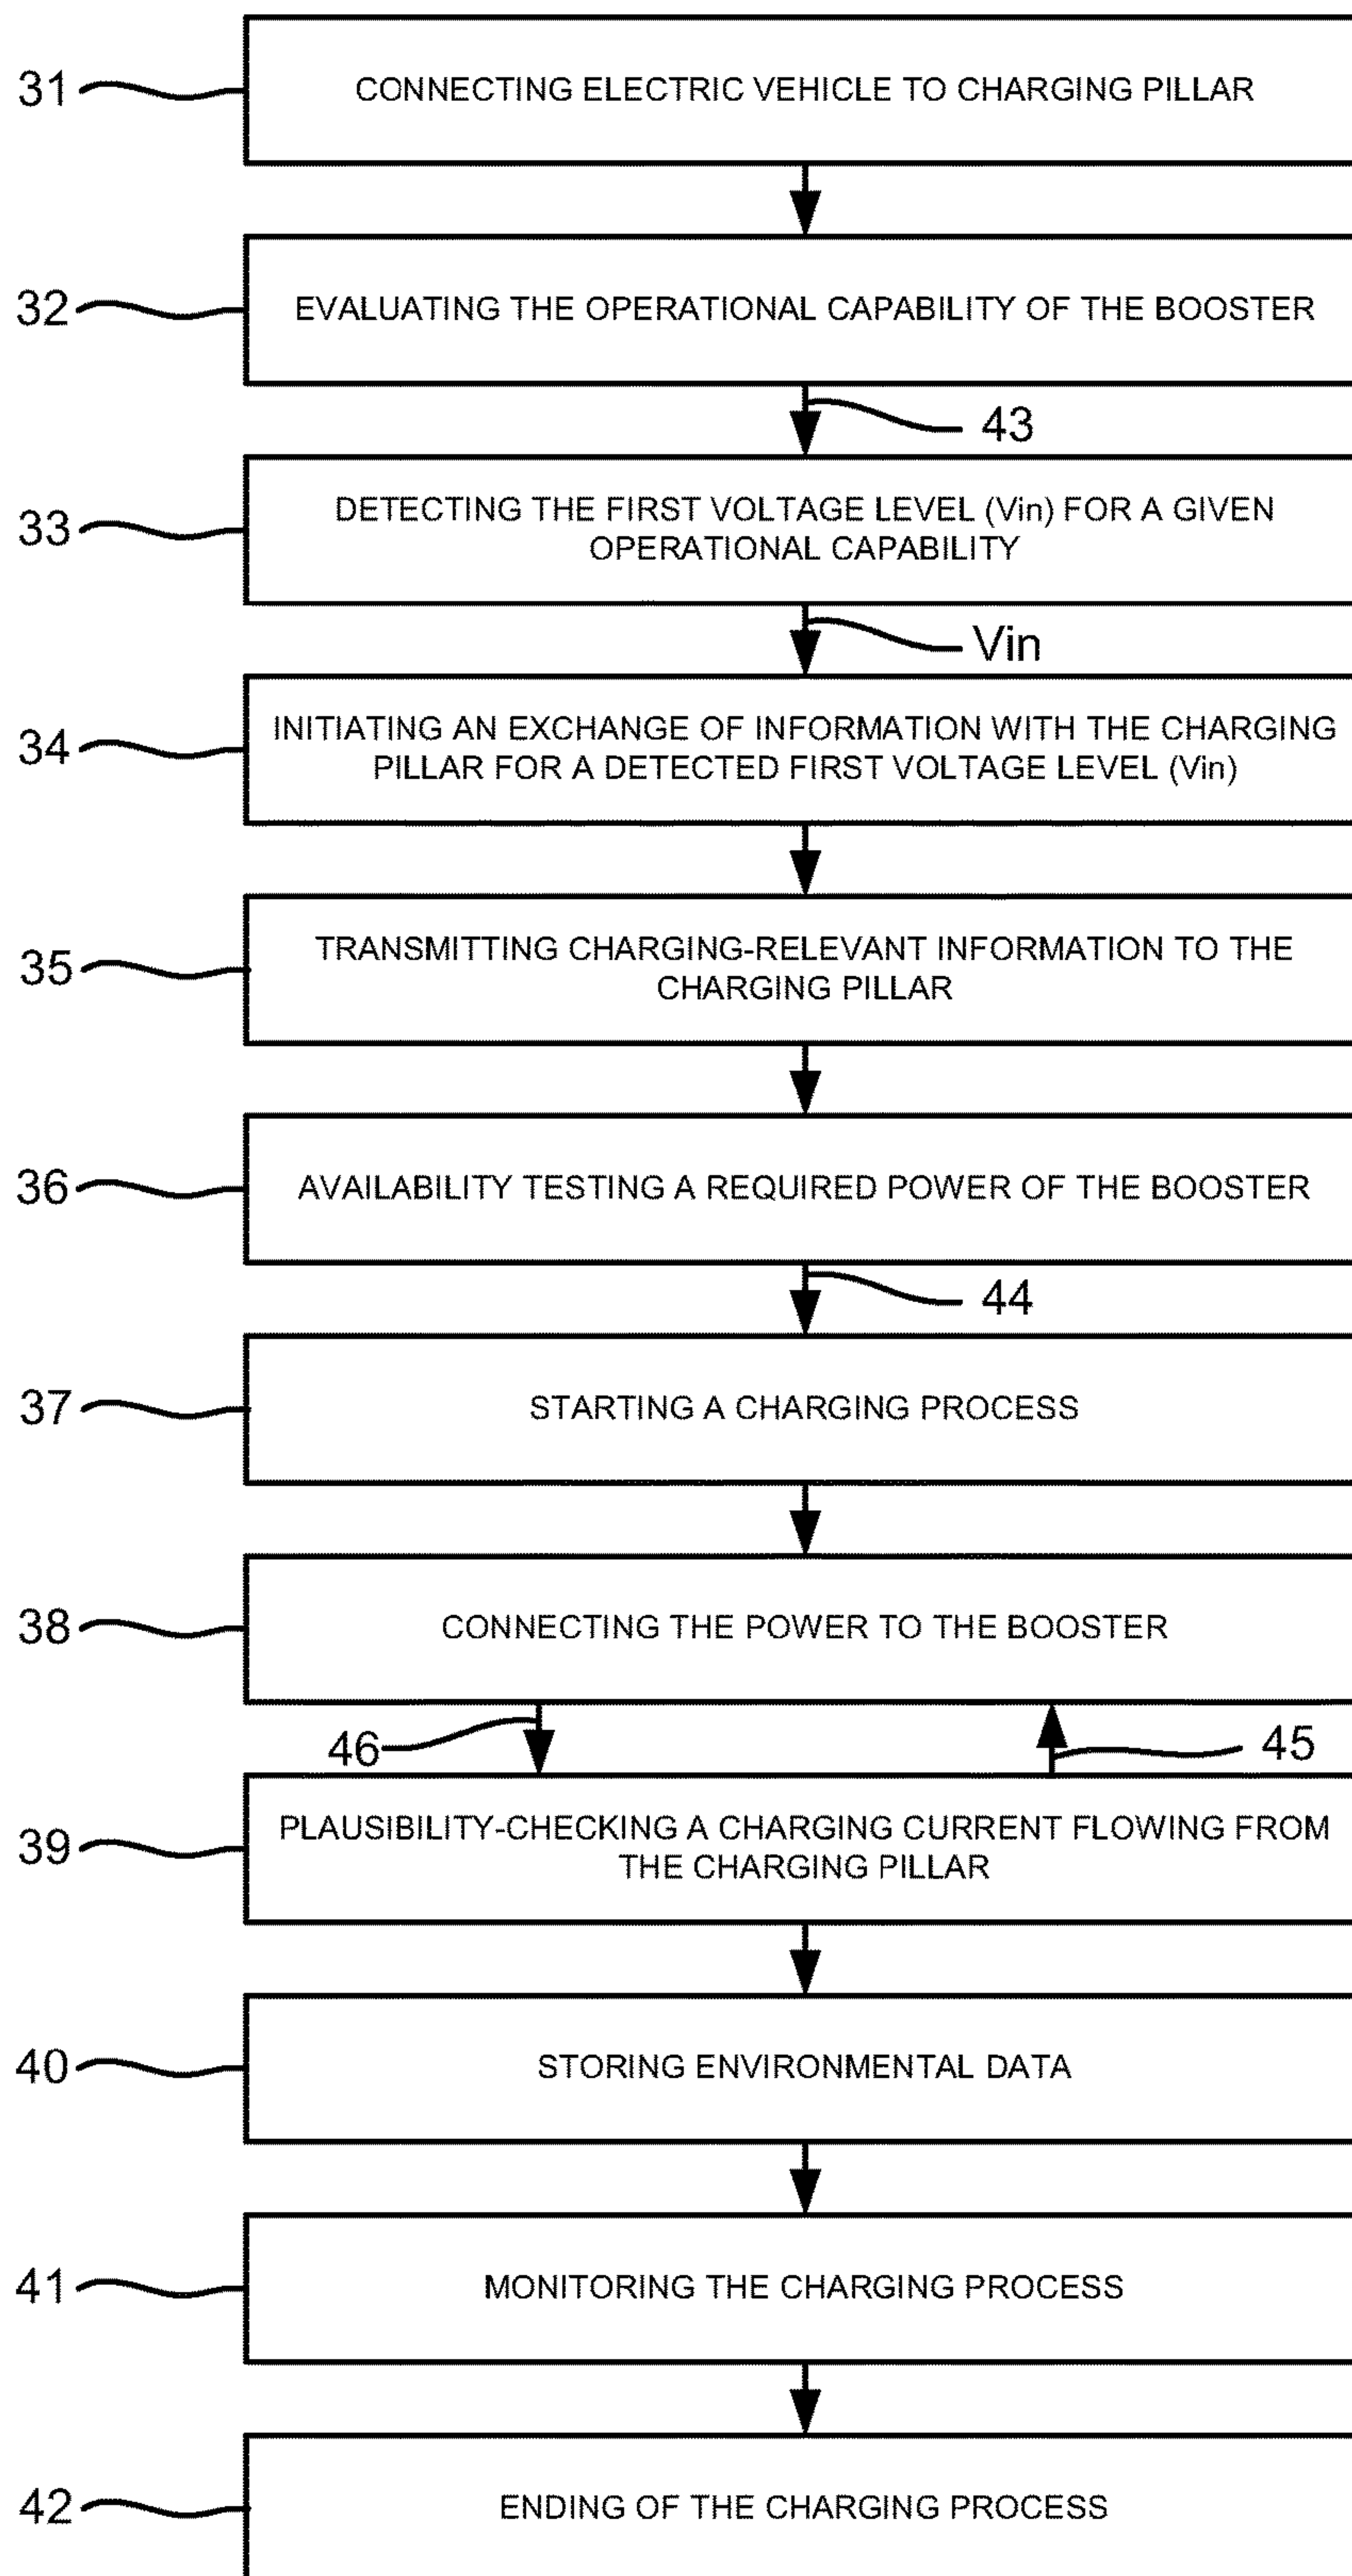 31
CONNECTING ELECTRIC VEHICLE TO CHARGING PILLAR
32
EVALUATING THE OPERATIONAL CAPABILITY OF THE BOOSTER
43
33
DETECTING THE FIRST VOLTAGE LEVEL (Vin) FOR A GIVEN
OPERATIONAL CAPABILITY
Vin
34
INITIATING AN EXCHANGE OF INFORMATION WITH THE CHARGING
PILLAR FOR A DETECTED FIRST VOLTAGE LEVEL (Vin)
35
TRANSMITTING CHARGING-RELEVANT INFORMATION TO THE
CHARGING PILLAR
36
AVAILABILITY TESTING A REQUIRED POWER OF THE BOOSTER
44
37
STARTING A CHARGING PROCESS
38
CONNECTING THE POWER TO THE BOOSTER
46
45
39
PLAUSIBILITY-CHECKING A CHARGING CURRENT FLOWING FROM
THE CHARGING PILLAR
40
STORING ENVIRONMENTAL DATA
41
MONITORING THE CHARGING PROCESS
42
ENDING OF THE CHARGING PROCESS